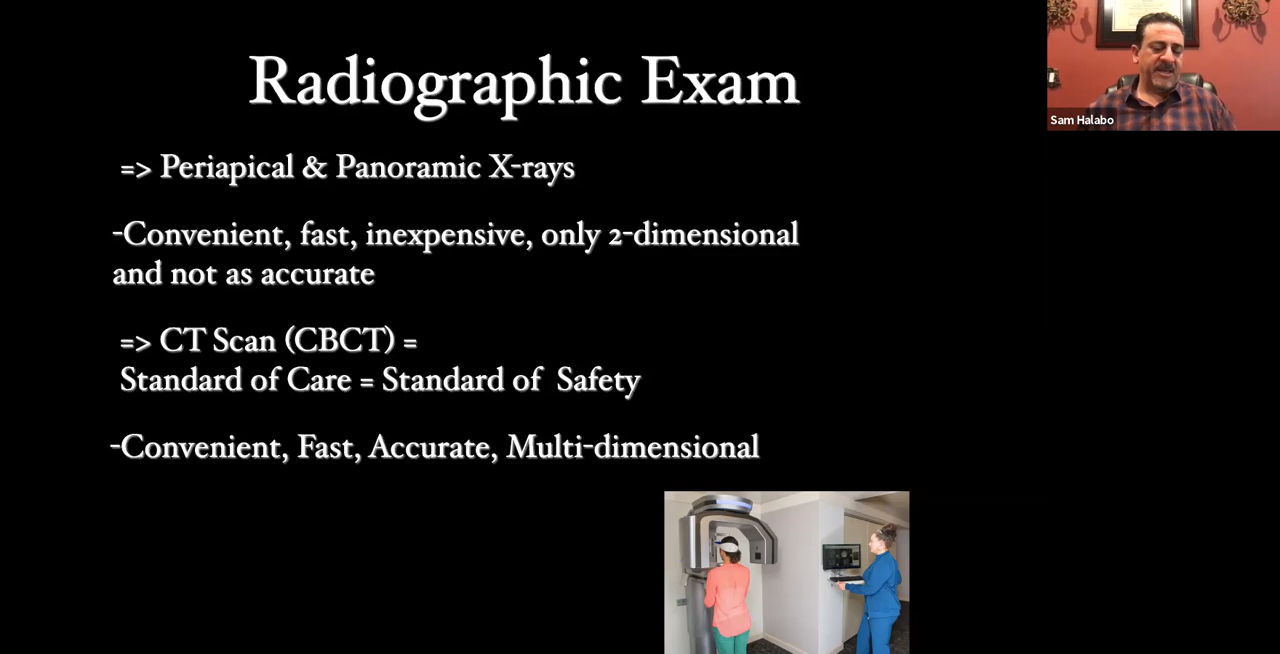 Radiographic Exam
Sam Halabo
=> Periapical & Panoramic X-rays
-Convenient, fast, inexpensive, only 2-dimensional
and not as accurate
=> CT Scan (CBCT) =
Standard of Care = Standard of Safety
-Convenient, Fast, Accurate, Multi-dimensional